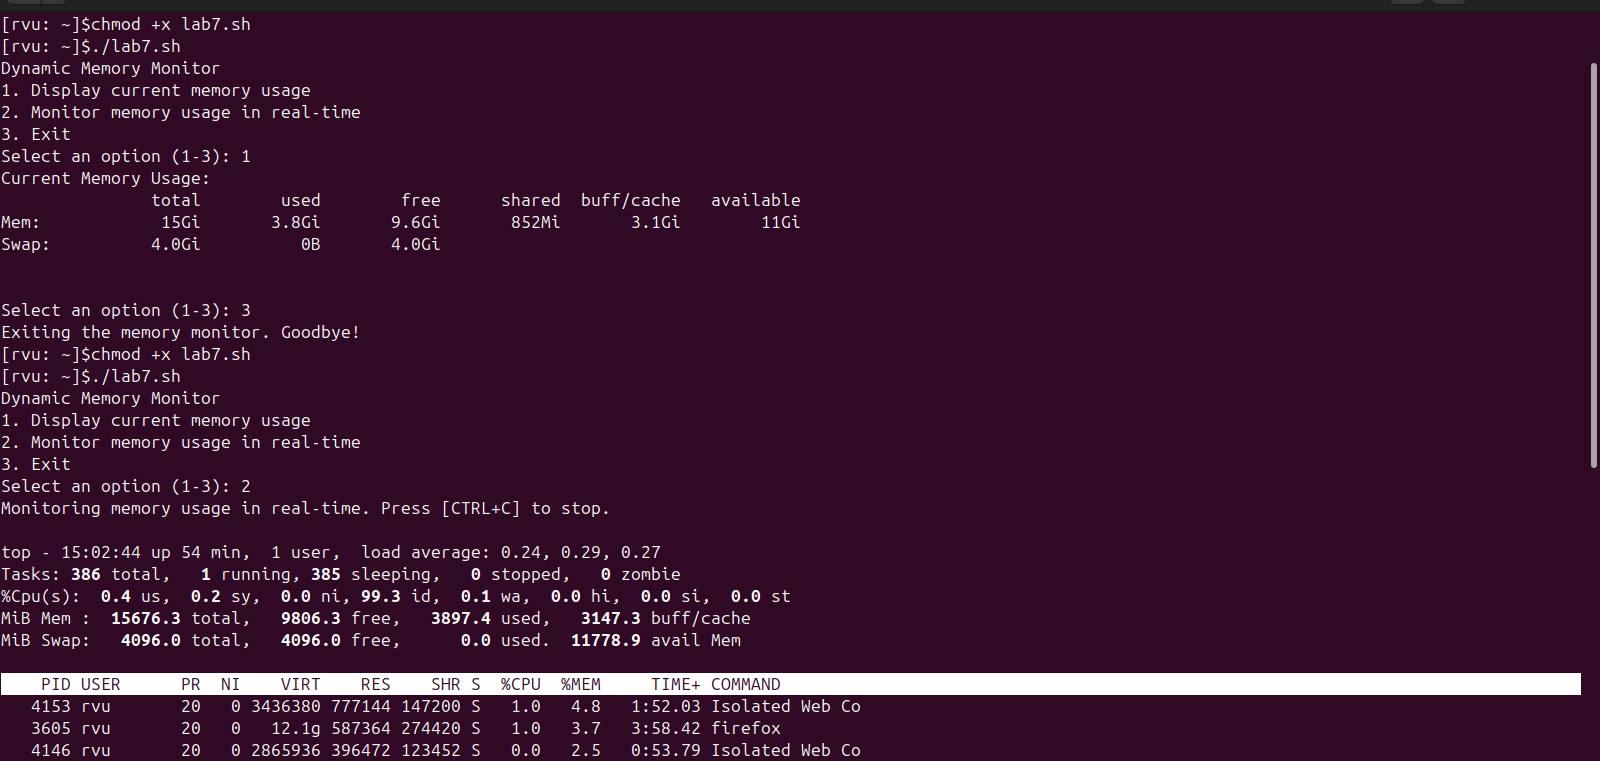 [rvu: ~]$chmod +x lab7.sh
[rvu: ~]$./lab7.sh
Dynamic Memory Monitor
1. Display current memory usage
2. Monitor memory usage in real-time
3. Exit
Select an option (1-3): 1
Current Memory Usage:
               total        used        free      shared  buff/cache   available
Mem:            15Gi       3.8Gi       9.6Gi       852Mi       3.1Gi        11Gi
Swap:          4.0Gi          0B       4.0Gi
Select an option (1-3): 3
Exiting the memory monitor. Goodbye!
[rvu: ~]$chmod +x lab7.sh
[rvu: ~]$./lab7.sh
Dynamic Memory Monitor
1. Display current memory usage
2. Monitor memory usage in real-time
3. Exit
Select an option (1-3): 2
Monitoring memory usage in real-time. Press [CTRL+C] to stop.
top - 15:02:44 up 54 min,  1 user,  load average: 0.24, 0.29, 0.27
Tasks: 386 total,   1 running, 385 sleeping,   0 stopped,   0 zombie
%Cpu(s):  0.4 us,  0.2 sy,  0.0 ni, 99.3 id,  0.1 wa,  0.0 hi,  0.0 si,  0.0 st
MiB Mem :  15676.3 total,   9806.3 free,   3897.4 used,   3147.3 buff/cache
MiB Swap:   4096.0 total,   4096.0 free,      0.0 used.  11778.9 avail Mem
    PID USER      PR  NI    VIRT    RES    SHR S  %CPU  %MEM     TIME+ COMMAND
   4153 rvu       20   0 3436380 777144 147200 S   1.0   4.8   1:52.03 Isolated Web Co
   3605 rvu       20   0   12.1g 587364 274420 S   1.0   3.7   3:58.42 firefox
   4146 rvu       20   0 2865936 396472 123452 S   0.0   2.5   0:53.79 Isolated Web Co